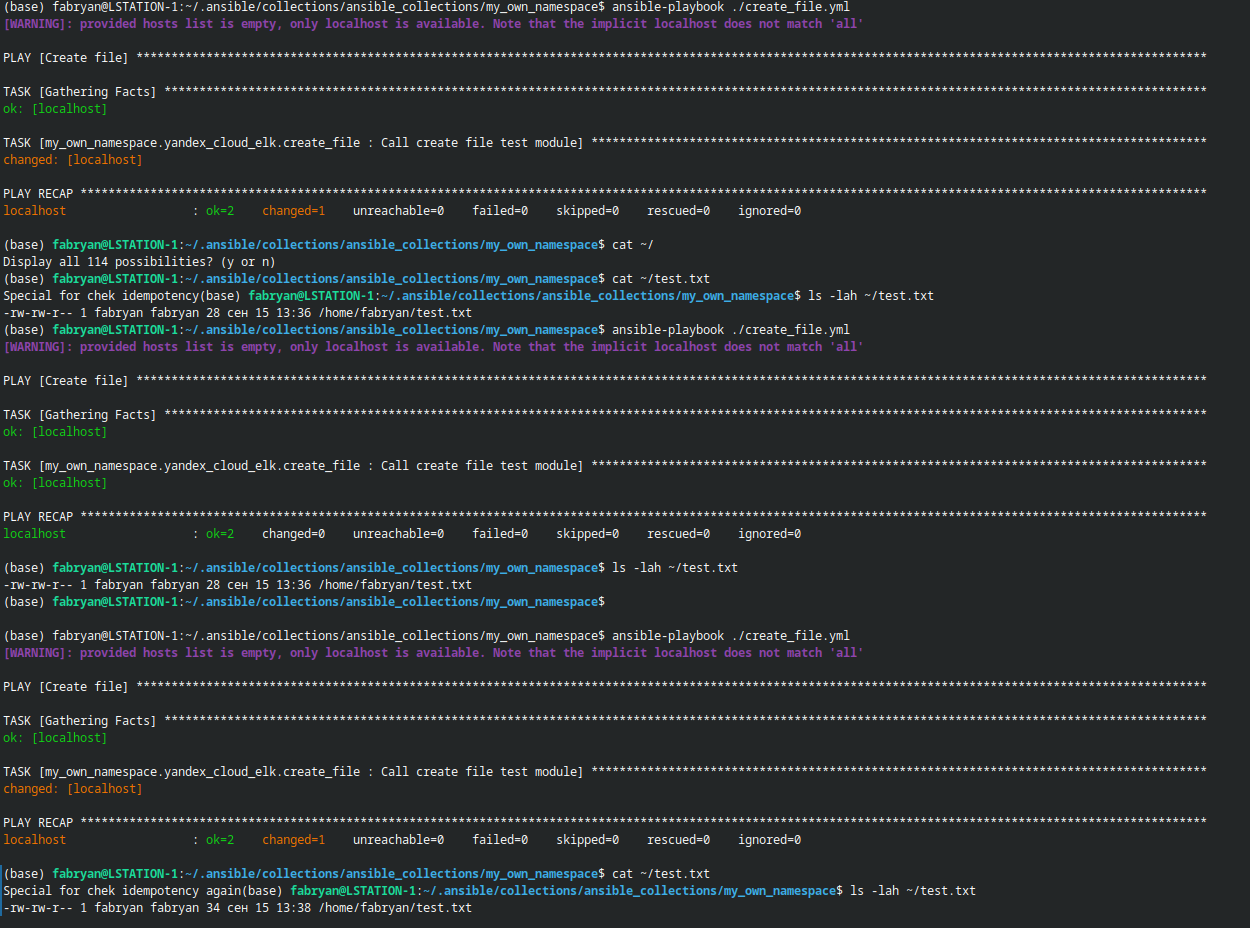 (base) fabryan@LSTATION-1:~/.ansible/collections/ansible_collections/my_own_namespace$ ansible-playbook ./create_file.yml
[WARNING]: provided hosts list is empty, only localhost is available. Note that the implicit localhost does not match 'all'
PLAY [Create file] *******************************************************************************************************************************************************
TASK [Gathering Facts] ***************************************************************************************************************************************************
ok: [localhost]
TASK [my_own_namespace.yandex_cloud_elk.create_file : Call create file test module] ****************************************************************************************
changed: [localhost]
PLAY RECAP ***************************************************************************************************************************************************************
localhost                  : ok=2    changed=1    unreachable=0    failed=0    skipped=0    rescued=0    ignored=0
(base) fabryan@LSTATION-1:~/.ansible/collections/ansible_collections/my_own_namespace$ cat ~/
Display all 114 possibilities? (y or n)
(base) fabryan@LSTATION-1:~/.ansible/collections/ansible_collections/my_own_namespace$ cat ~/test.txt
Special for chek idempotency(base) fabryan@LSTATION-1:~/.ansible/collections/ansible_collections/my_own_namespace$ ls -lah ~/test.txt
-rw-rw-r-- 1 fabryan fabryan 28 сен 15 13:36 /home/fabryan/test.txt
(base) fabryan@LSTATION-1:~/.ansible/collections/ansible_collections/my_own_namespace$ ansible-playbook ./create_file.yml
[WARNING]: provided hosts list is empty, only localhost is available. Note that the implicit localhost does not match 'all'
PLAY [Create file] *******************************************************************************************************************************************************
TASK [Gathering Facts] ***************************************************************************************************************************************************
ok: [localhost]
TASK [my_own_namespace.yandex_cloud_elk.create_file : Call create file test module] ****************************************************************************************
ok: [localhost]
PLAY RECAP ***************************************************************************************************************************************************************
localhost                  : ok=2    changed=0    unreachable=0    failed=0    skipped=0    rescued=0    ignored=0
(base) fabryan@LSTATION-1:~/.ansible/collections/ansible_collections/my_own_namespace$ ls -lah ~/test.txt
-rw-rw-r-- 1 fabryan fabryan 28 сен 15 13:36 /home/fabryan/test.txt
(base) fabryan@LSTATION-1:~/.ansible/collections/ansible_collections/my_own_namespace$
(base) fabryan@LSTATION-1:~/.ansible/collections/ansible_collections/my_own_namespace$ ansible-playbook ./create_file.yml
[WARNING]: provided hosts list is empty, only localhost is available. Note that the implicit localhost does not match 'all'
PLAY [Create file] *******************************************************************************************************************************************************
TASK [Gathering Facts] ***************************************************************************************************************************************************
ok: [localhost]
TASK [my_own_namespace.yandex_cloud_elk.create_file : Call create file test module] ****************************************************************************************
changed: [localhost]
PLAY RECAP ***************************************************************************************************************************************************************
localhost                  : ok=2    changed=1    unreachable=0    failed=0    skipped=0    rescued=0    ignored=0
(base) fabryan@LSTATION-1:~/.ansible/collections/ansible_collections/my_own_namespace$ cat ~/test.txt
Special for chek idempotency again(base) fabryan@LSTATION-1:~/.ansible/collections/ansible_collections/my_own_namespace$ ls -lah ~/test.txt
-rw-rw-r-- 1 fabryan fabryan 34 сен 15 13:38 /home/fabryan/test.txt